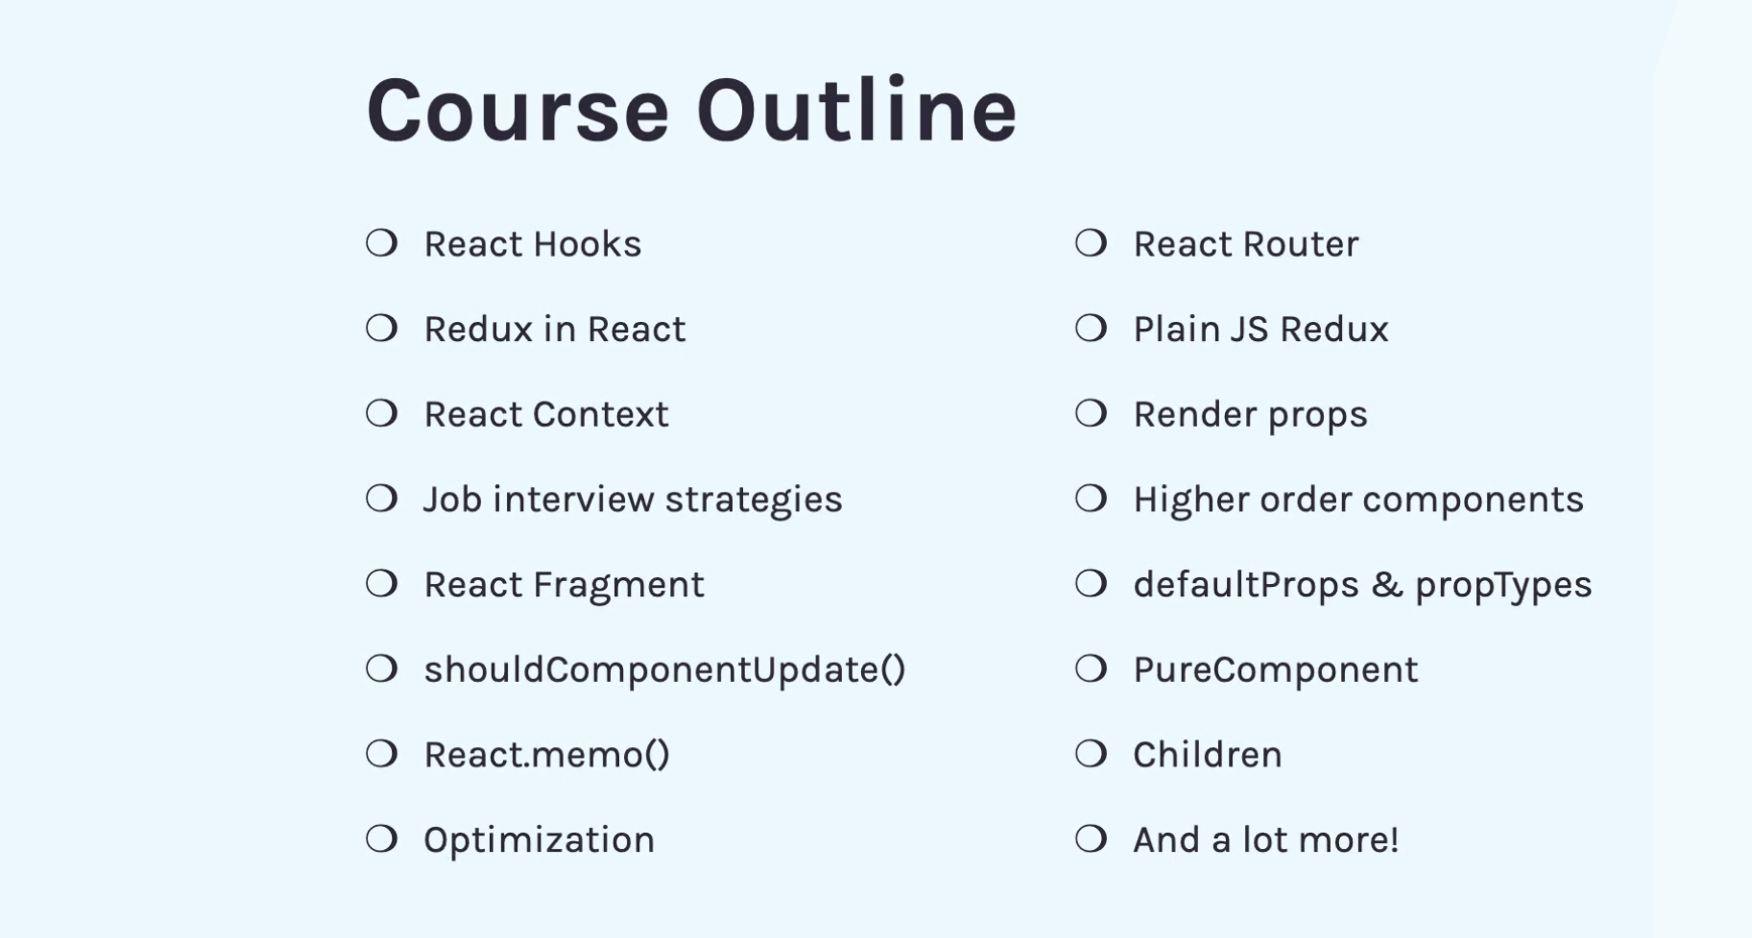 Course Outline
React Hooks
Redux in React
React Context
Job interview strategies
React Fragment
shouldComponentUpdate()
React.memo()
Optimization
React Router
Plain JS Redux
Render props
Higher order components
defaultProps & propTypes
PureComponent
Children
And a lot more!